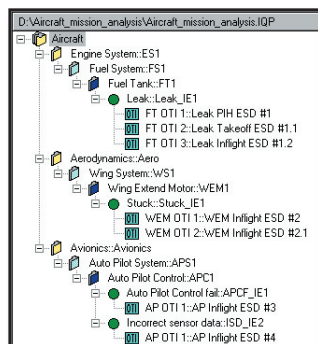 D:\Aircraft_mission_analysis\Aircraft_mission_analysis.IQP
Aircraft
Engine System::ES1
Fuel System::FS1
Fuel Tank::FT1
Leak::Leak_IE1
OTI FT OTI 1::Leak PIH ESD #1
OTI FT OTI 2::Leak Takeoff ESD #1.1
OTI FT OTI 3::Leak Inflight ESD #1.2
Aerodynamics::Aero
Wing System::WS1
Wing Extend Motor::WEM1
Stuck::Stuck_IE1
OTI WEM OTI 1::WEM Inflight ESD #2
OTI WEM OTI 2::WEM Inflight ESD #2.1
Avionics::Avionics
Auto Pilot System::APS1
Auto Pilot Control::APC1
Auto Pilot Control fail::APCF_IE1
OTI AP OTI 1::AP Inflight ESD #3
Incorrect sensor data::ISD_IE2
OTI AP OTI 1::AP Inflight ESD #4